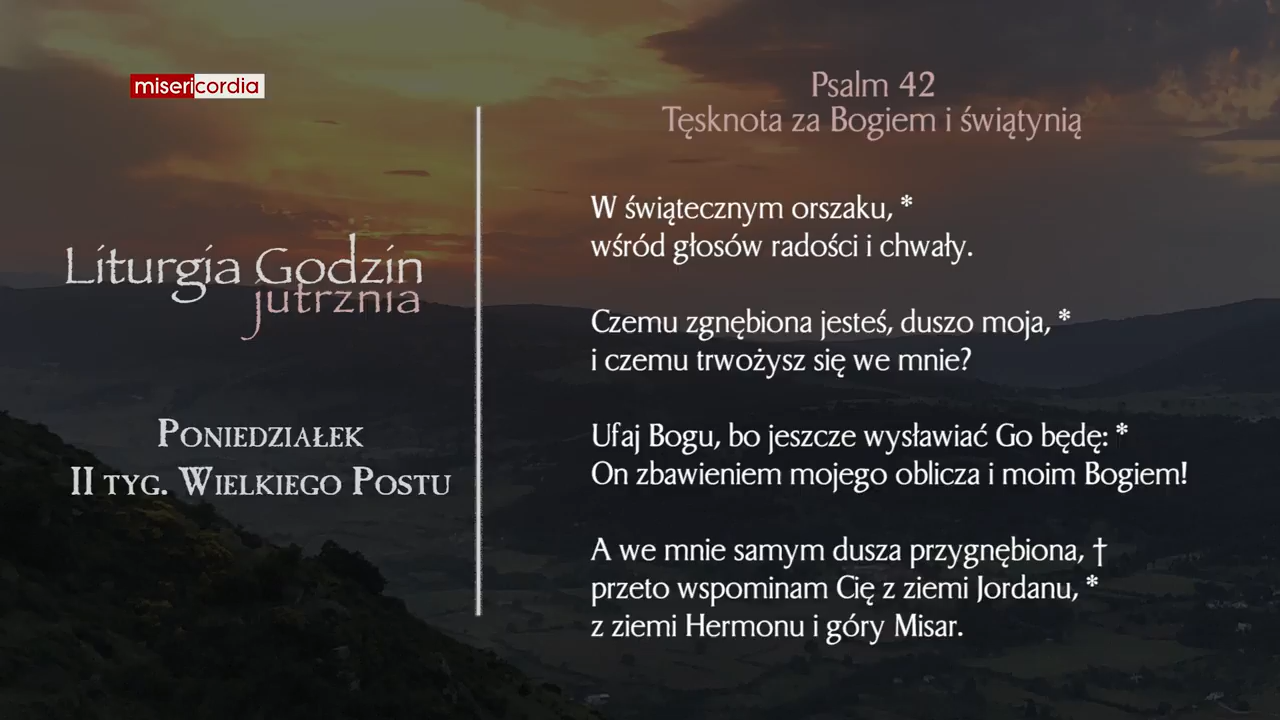 misericordia
Liturgia Godzin
jutrznia
Poniedziałek
II tyg. Wielkiego Postu
Psalm 42
Tęsknota za Bogiem i świątynią
W świątecznym orszaku, *
wśród głosów radości i chwały.
Czemu zgnębiona jesteś, duszo moja, *
i czemu trwożysz się we mnie?
Ufaj Bogu, bo jeszcze wysławiać Go będę: *
On zbawieniem mojego oblicza i moim Bogiem!
A we mnie samym dusza przygnębiona, †
przeto wspominam Cię z ziemi Jordanu, *
z ziemi Hermonu i góry Misar.